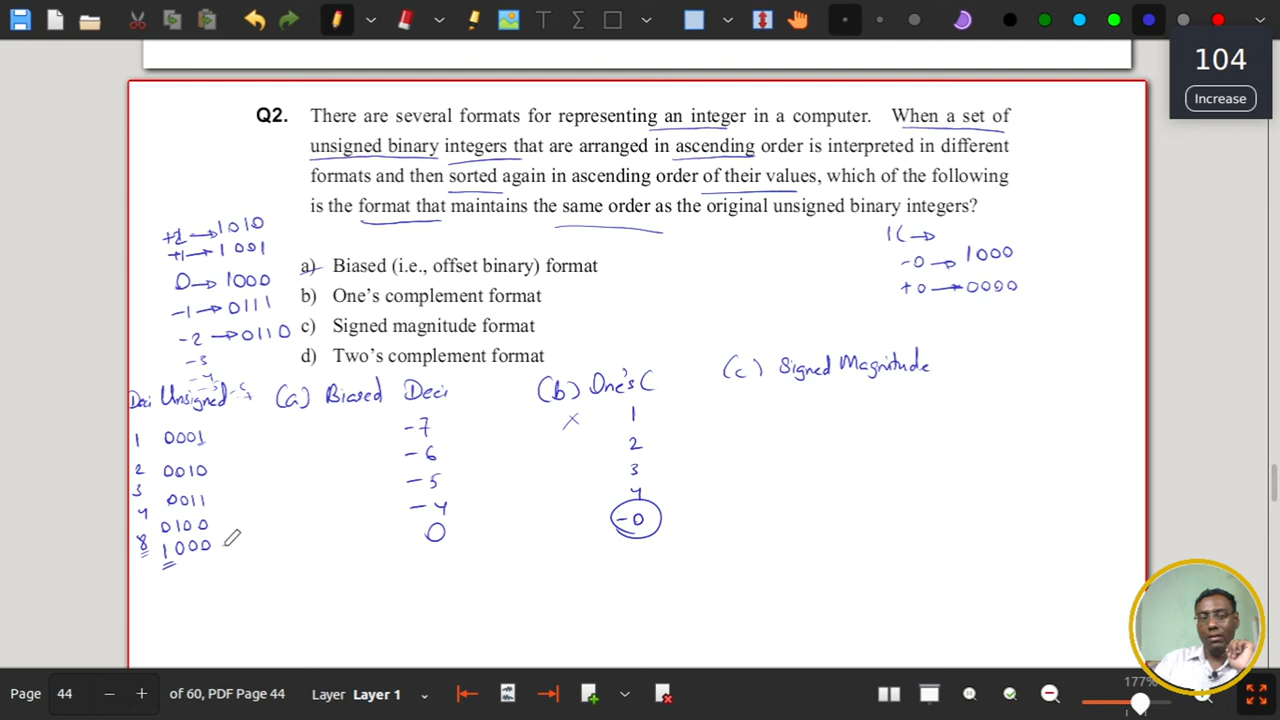 104
Increase
Q2. There are several formats for representing an integer in a computer. When a set of
unsigned binary integers that are arranged in ascending order is interpreted in different
formats and then sorted again in ascending order of their values, which of the following
is the format that maintains the same order as the original unsigned binary integers?
+2 → 1010
+1 → 1001
0 → 1000
-1 → 0111
-2 → 0110
-3
-4
1C →
-0 → 1000
+0 → 0000
a) Biased (i.e., offset binary) format
b) One's complement format
c) Signed magnitude format
d) Two's complement format
Deci Unsigned (a) Biased Deci (b) One's C (c) Signed Magnitude
1 0001 -7 × 1
2 0010 -6 2
3 0011 -5 3
4 0100 -4 4
8 1000 0 -0
Page 44 of 60, PDF Page 44 Layer Layer 1 177%